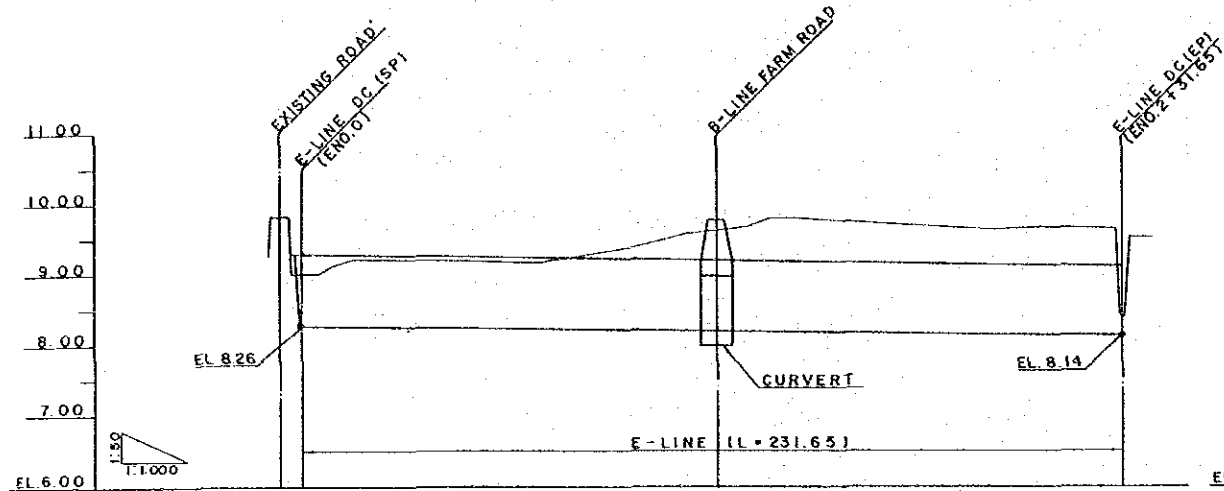 EXISTING ROAD
E-LINE DC (SP)
(ENO.0)
B-LINE FARM ROAD
E-LINE DC (EP)
(ENO.2+31.65)
11.00
10.00
9.00
8.00
7.00
EL.6.00
EL.8.26
EL.8.14
CURVERT
E-LINE (L=231.65)
1:50
1:1.000
E